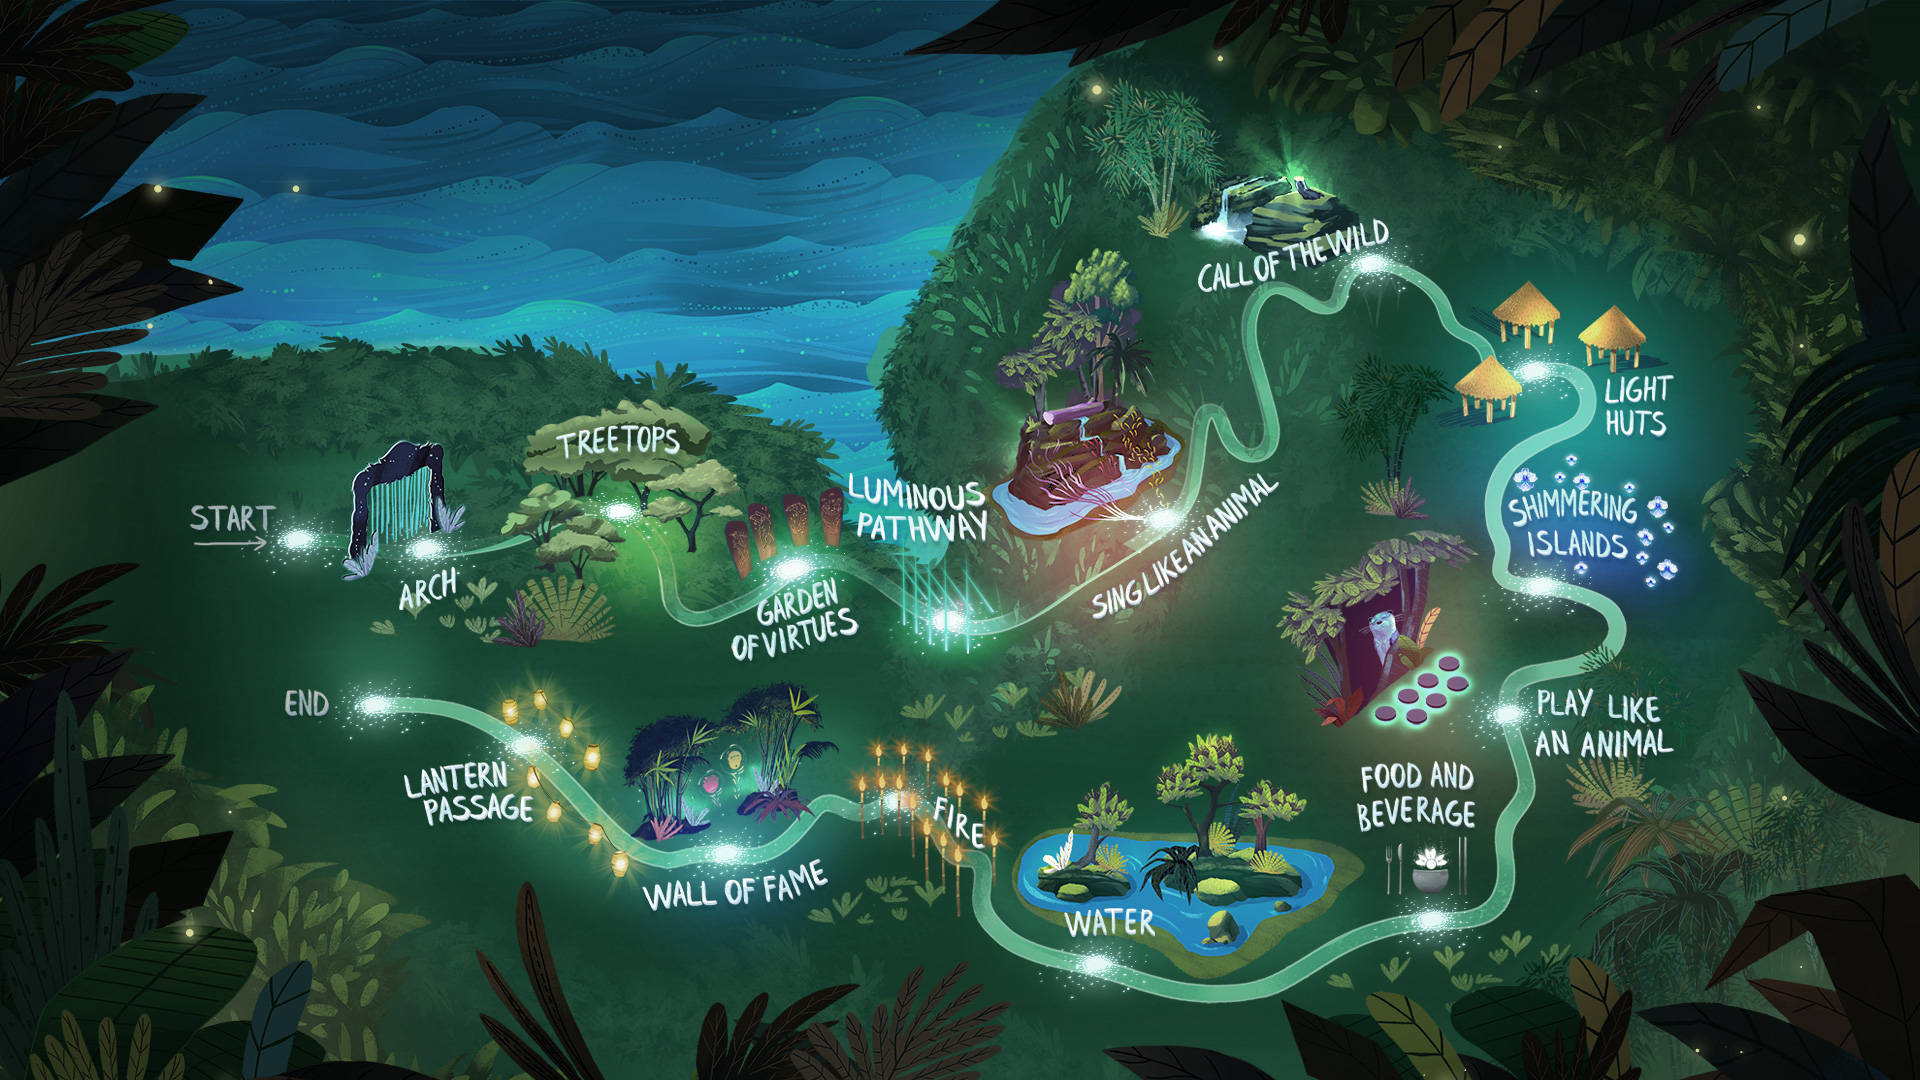 START
ARCH
TREETOPS
GARDEN
OF VIRTUES
LUMINOUS
PATHWAY
SING LIKE AN ANIMAL
CALL OF THE WILD
LIGHT
HUTS
SHIMMERING
ISLANDS
PLAY LIKE
AN ANIMAL
FOOD AND
BEVERAGE
WATER
FIRE
WALL OF FAME
LANTERN
PASSAGE
END